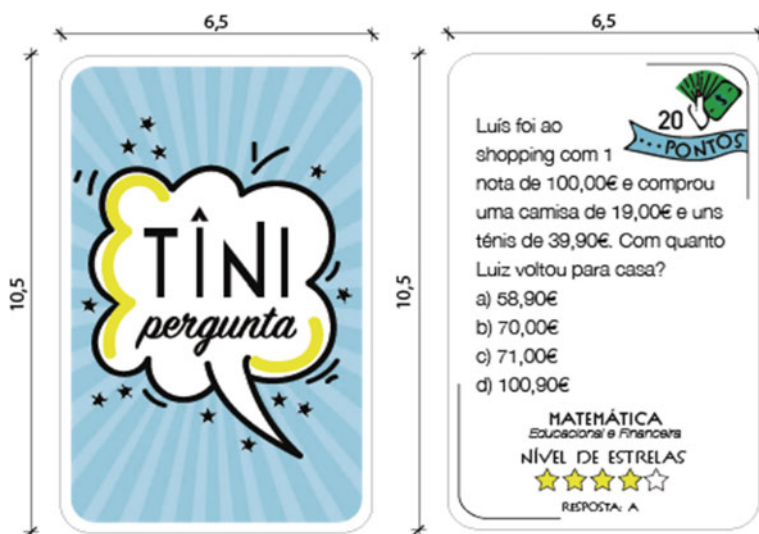 6,5
10,5
TÎNI
pergunta
6,5
10,5
20
...PONTOS
Luís foi ao
shopping com 1
nota de 100,00€ e comprou
uma camisa de 19,00€ e uns
ténis de 39,90€. Com quanto
Luiz voltou para casa?
a) 58,90€
b) 70,00€
c) 71,00€
d) 100,90€
MATEMÁTICA
Educacional e Financeira
NÍVEL DE ESTRELAS
RESPOSTA: A